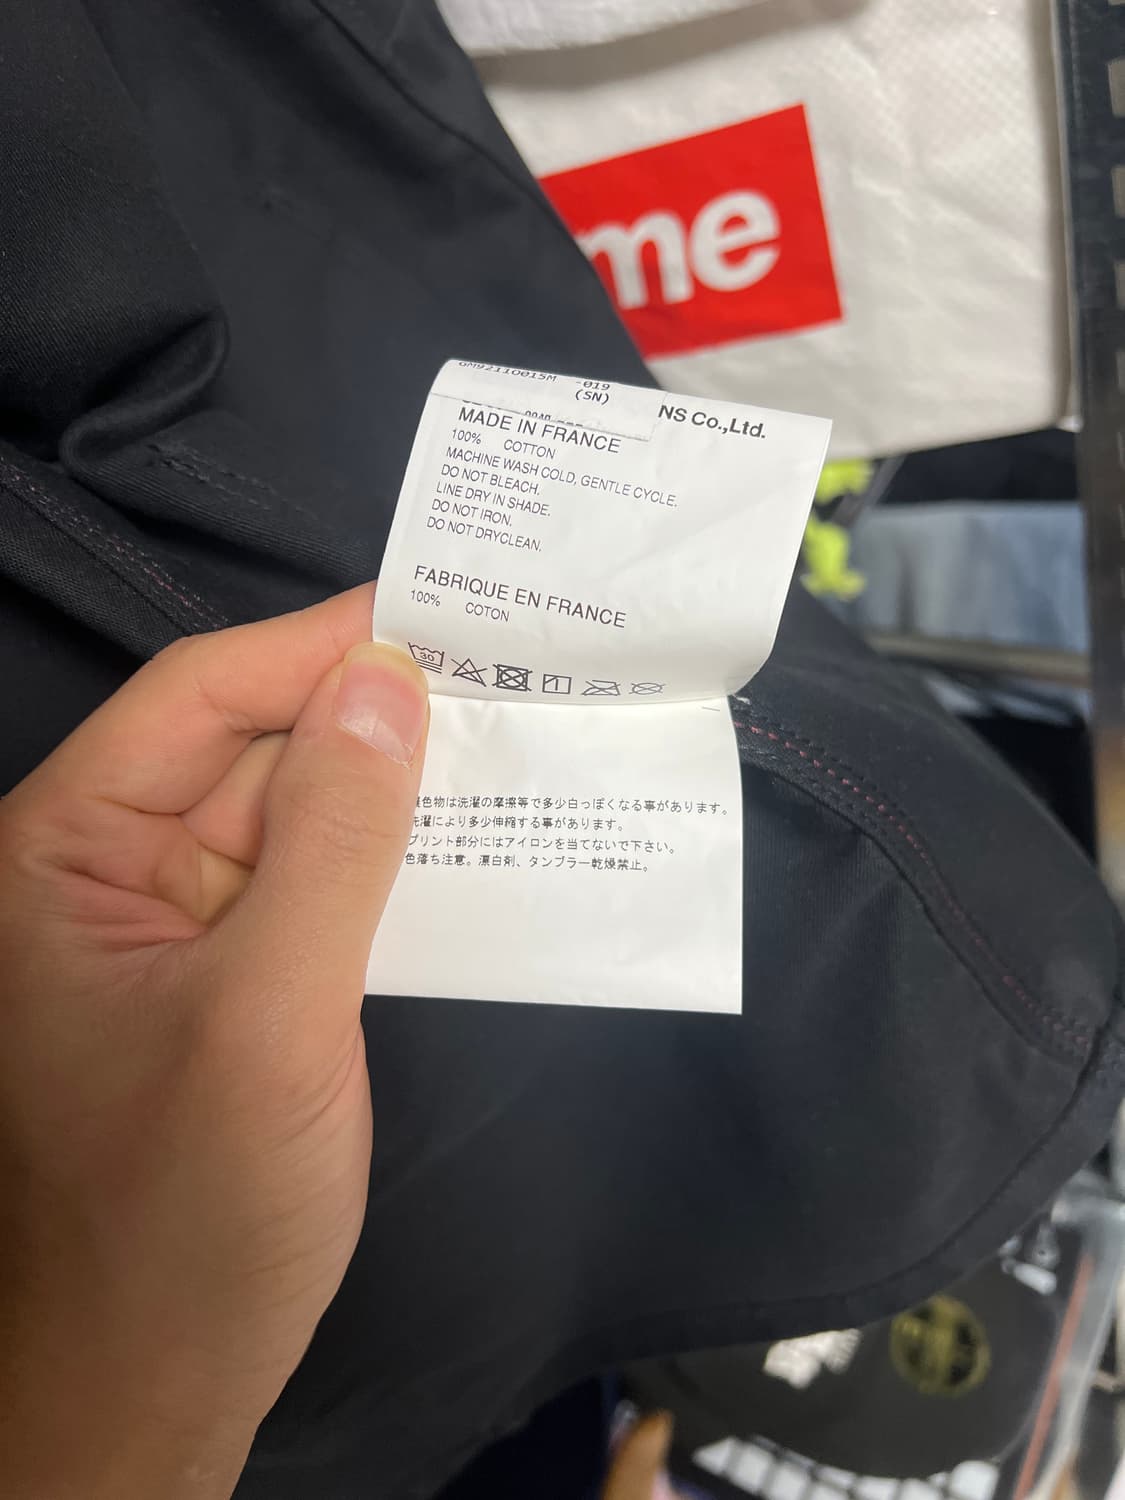 me
-019
(SN)
NS Co.,Ltd.
MADE IN FRANCE
100% COTTON
MACHINE WASH COLD, GENTLE CYCLE.
DO NOT BLEACH.
LINE DRY IN SHADE.
DO NOT IRON.
DO NOT DRYCLEAN.
FABRIQUE EN FRANCE
100% COTON
30
色物は洗濯の摩擦等で多少白っぽくなる事があります。
洗濯により多少伸縮する事があります。
プリント部分にはアイロンを当てないで下さい。
色落ち注意。漂白剤、タンブラー乾燥禁止。